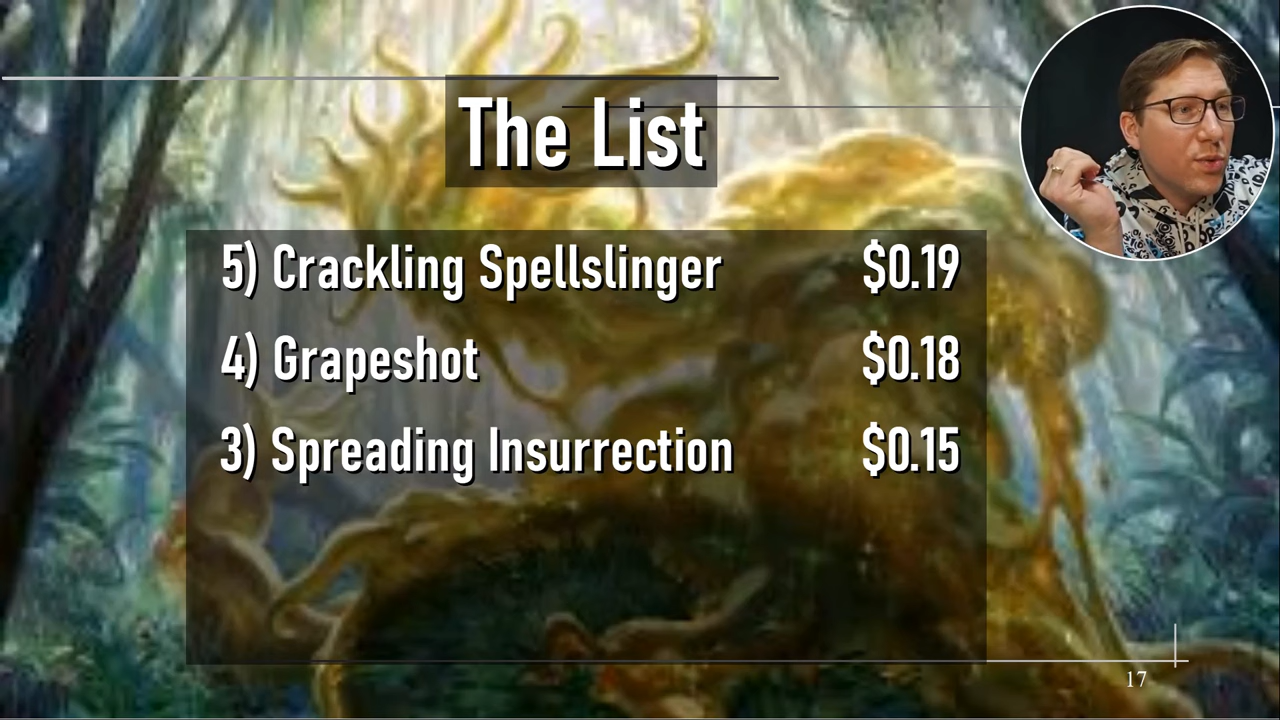 The List
5) Crackling Spellslinger $0.19
4) Grapeshot $0.18
3) Spreading Insurrection $0.15
17